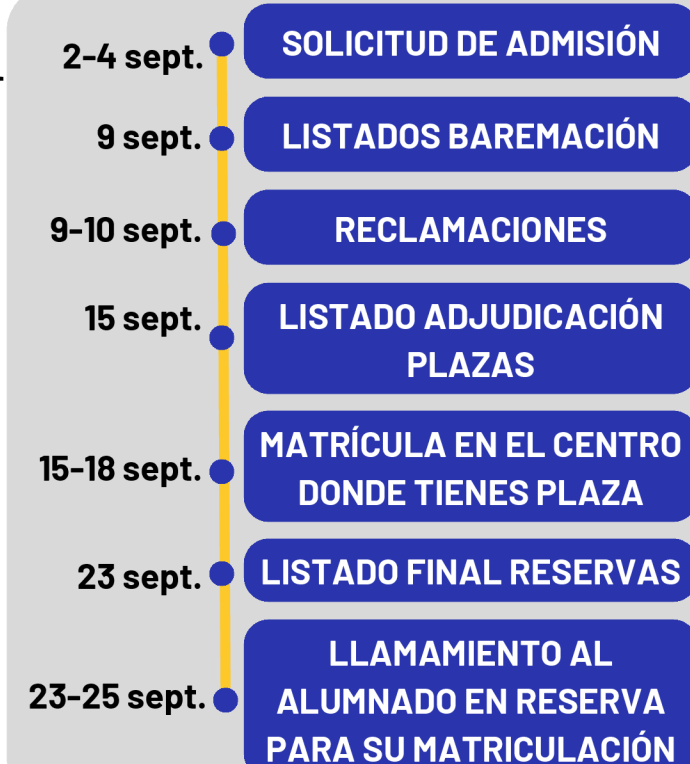 2-4 sept.
SOLICITUD DE ADMISIÓN
9 sept.
LISTADOS BAREMACIÓN
9-10 sept.
RECLAMACIONES
15 sept.
LISTADO ADJUDICACIÓN
PLAZAS
15-18 sept.
MATRÍCULA EN EL CENTRO
DONDE TIENES PLAZA
23 sept.
LISTADO FINAL RESERVAS
23-25 sept.
LLAMAMIENTO AL
ALUMNADO EN RESERVA
PARA SU MATRICULACIÓN